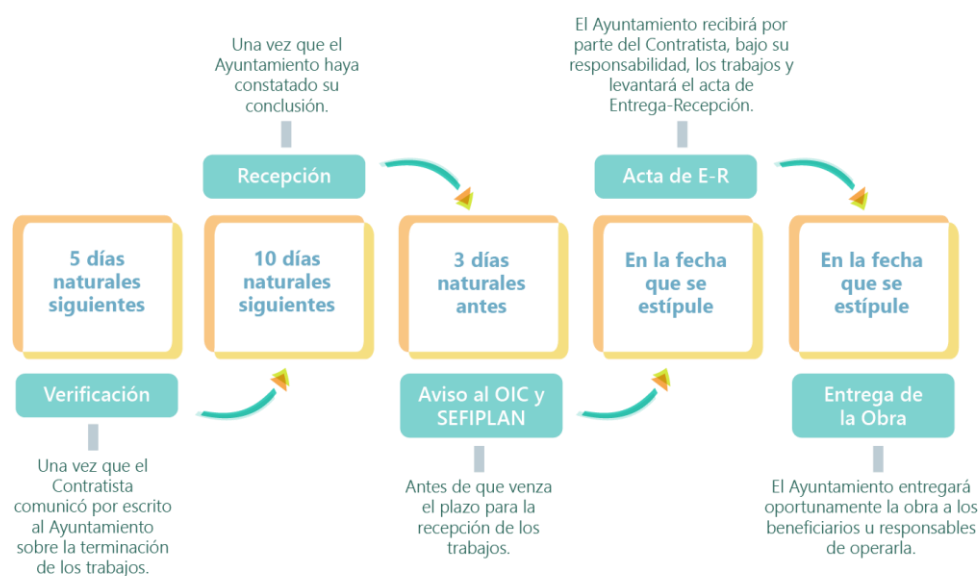 Una vez que el
Ayuntamiento haya
constatado su
conclusión.
El Ayuntamiento recibirá por
parte del Contratista, bajo su
responsabilidad, los trabajos y
levantará el acta de
Entrega-Recepción.
Recepción
Acta de E-R
5 días
naturales
siguientes
10 días
naturales
siguientes
3 días
naturales
antes
En la fecha
que se
estípule
En la fecha
que se
estípule
Verificación
Aviso al OIC y
SEFIPLAN
Entrega de
la Obra
Una vez que el
Contratista
comunicó por escrito
al Ayuntamiento
sobre la terminación
de los trabajos.
Antes de que venza
el plazo para la
recepción de los
trabajos.
El Ayuntamiento entregará
oportunamente la obra a los
beneficiarios u responsables
de operarla.